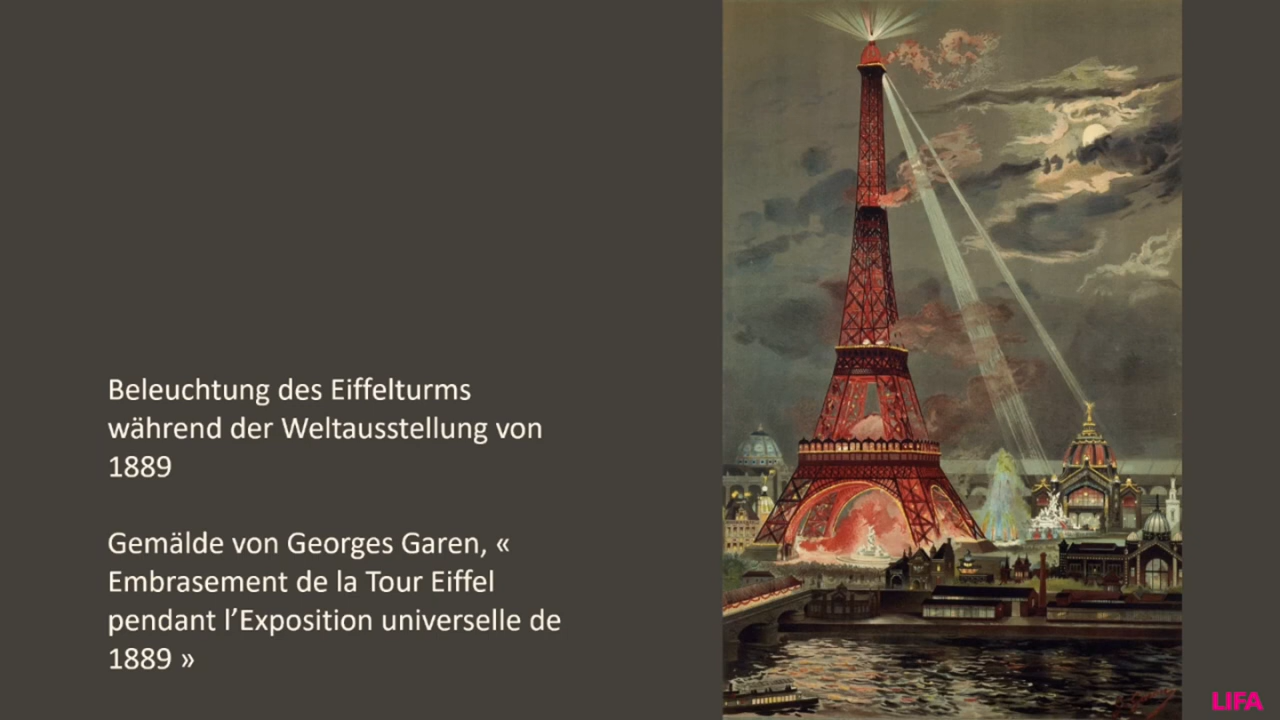 Beleuchtung des Eiffelturms
während der Weltausstellung von
1889
Gemälde von Georges Garen, «
Embrasement de la Tour Eiffel
pendant l’Exposition universelle de
1889 »
LIFA